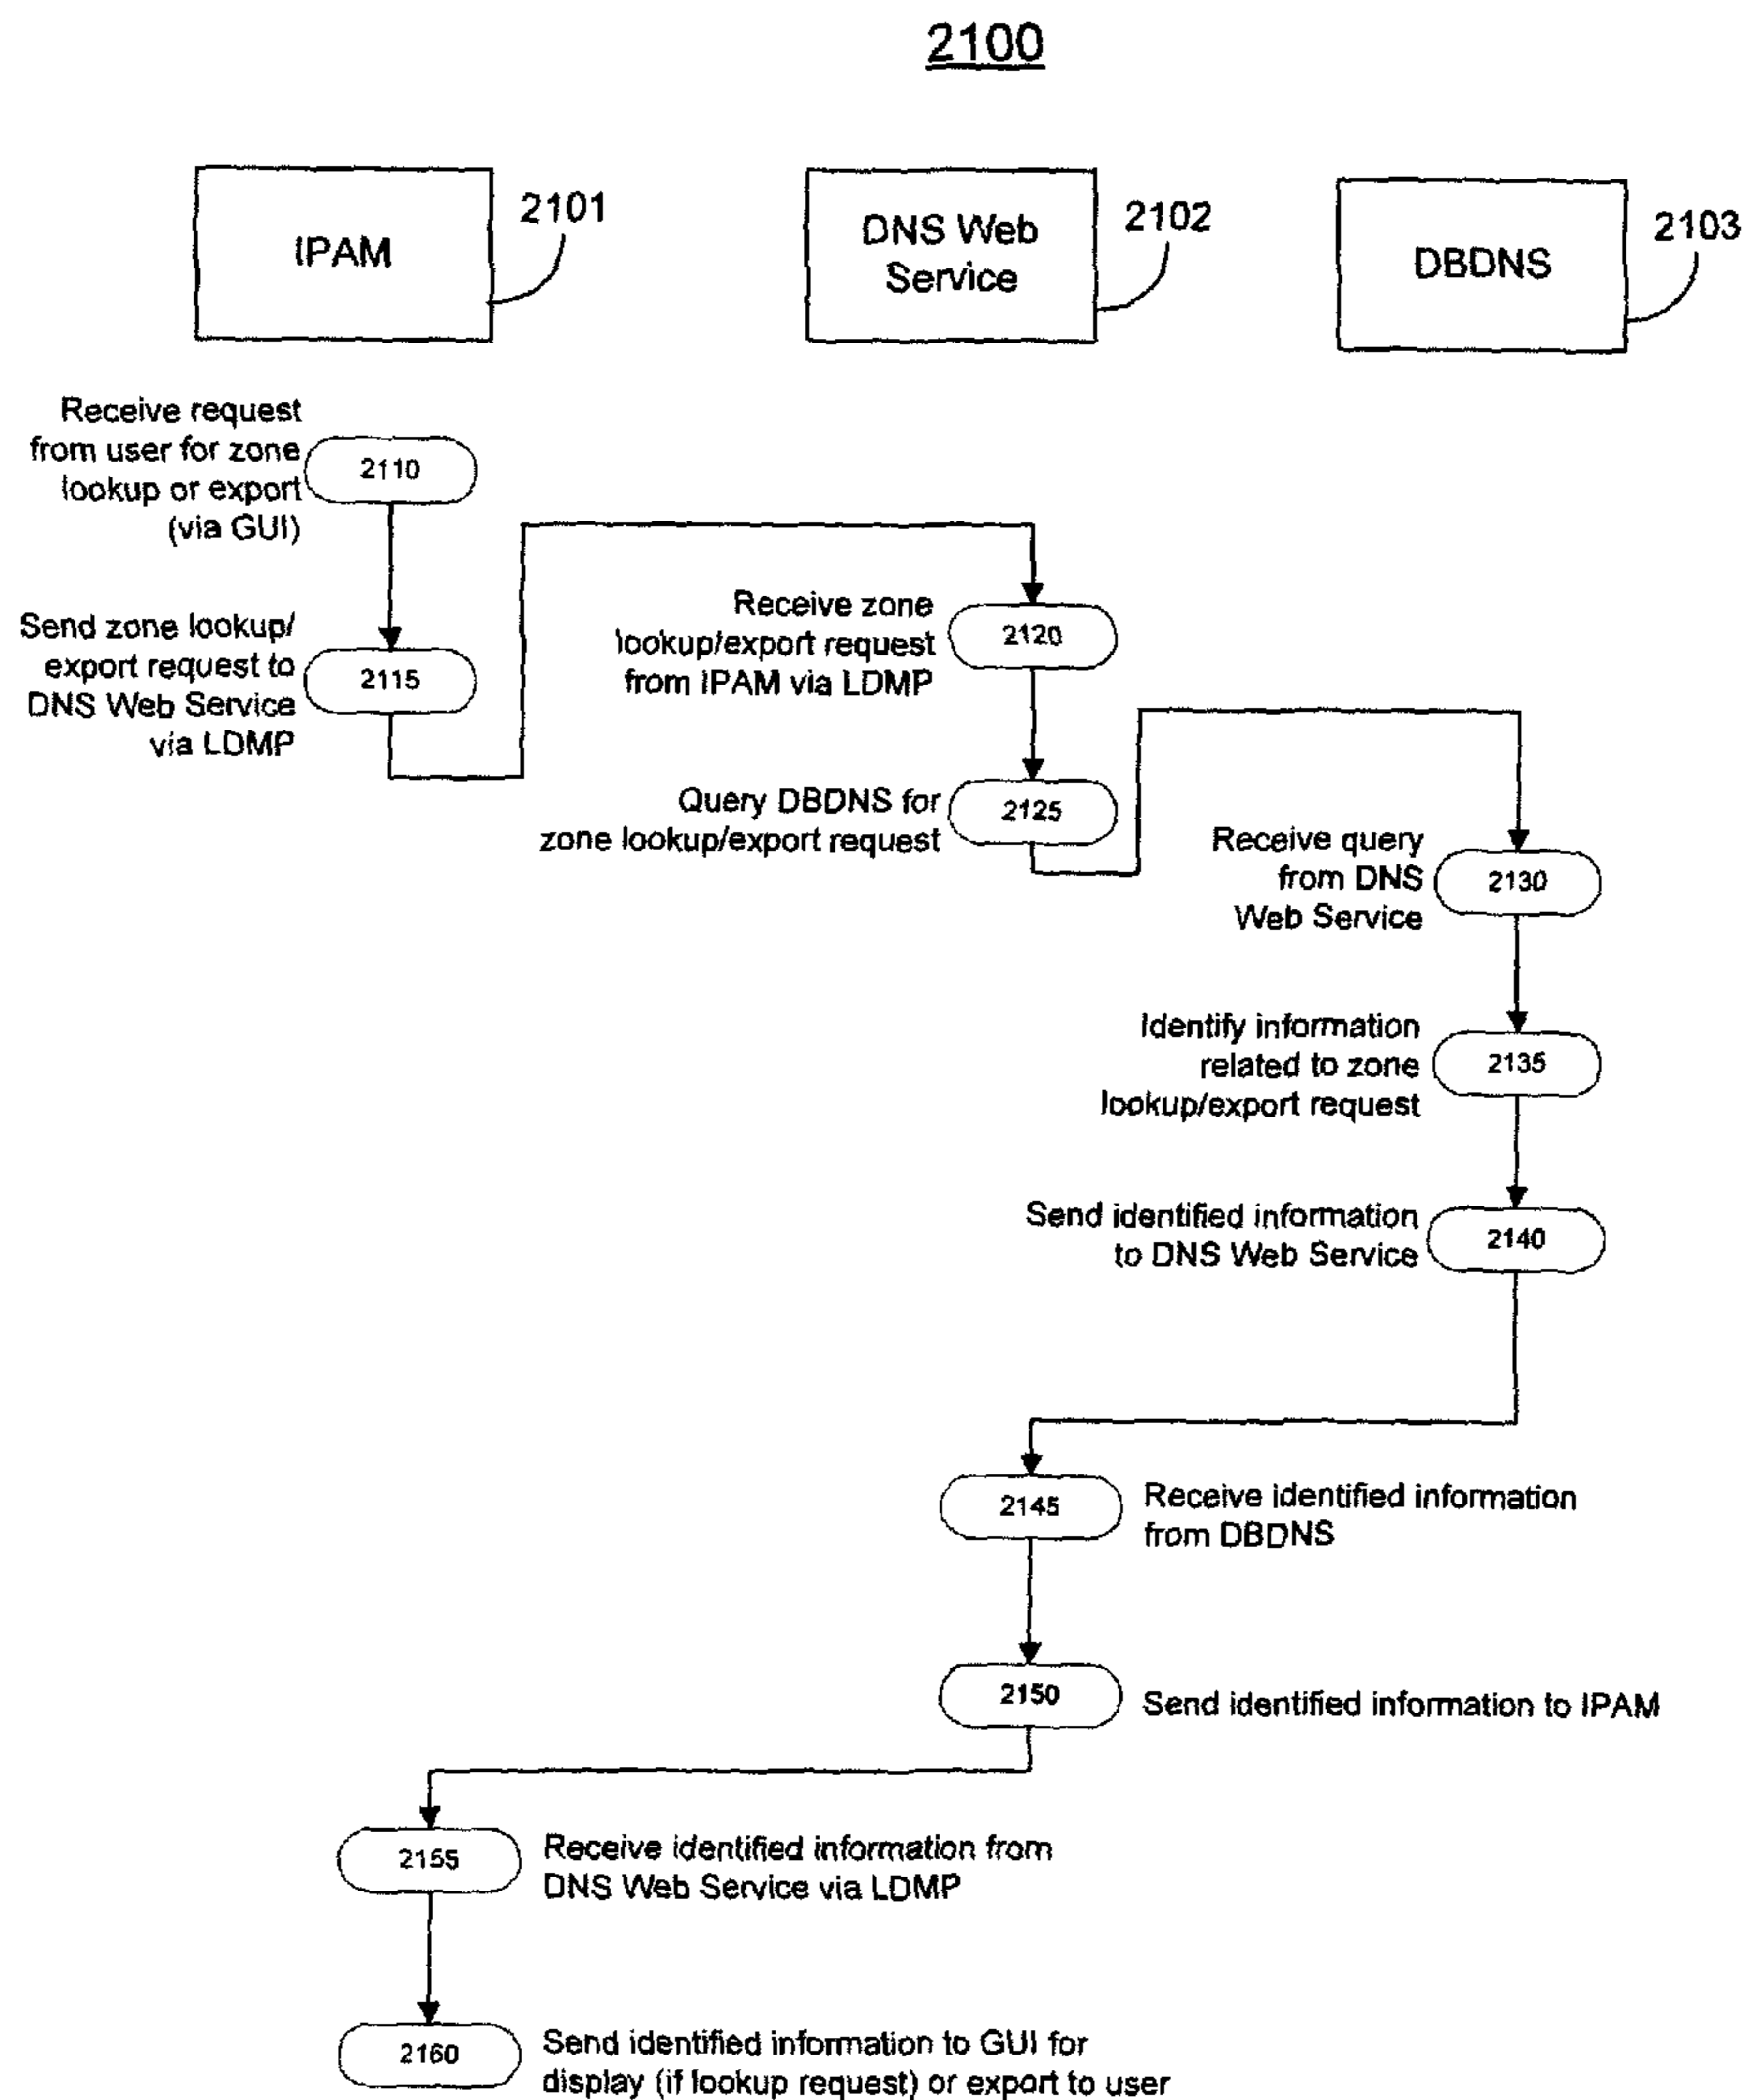 2100
IPAM
2101
DNS Web
Service
2102
DBDNS
2103
Receive request
from user for zone
lookup or export
(via GUI)
2110
Send zone lookup/
export request to
DNS Web Service
via LDMP
2115
Receive zone
lookup/export request
from IPAM via LDMP
2120
Query DBDNS for
zone lookup/export request
2125
Receive query
from DNS
Web Service
2130
Identify information
related to zone
lookup/export request
2135
Send identified information
to DNS Web Service
2140
2145
Receive identified information
from DBDNS
2150
Send identified information to IPAM
2155
Receive identified information from
DNS Web Service via LDMP
2160
Send identified information to GUI for
display (if lookup request) or export to user